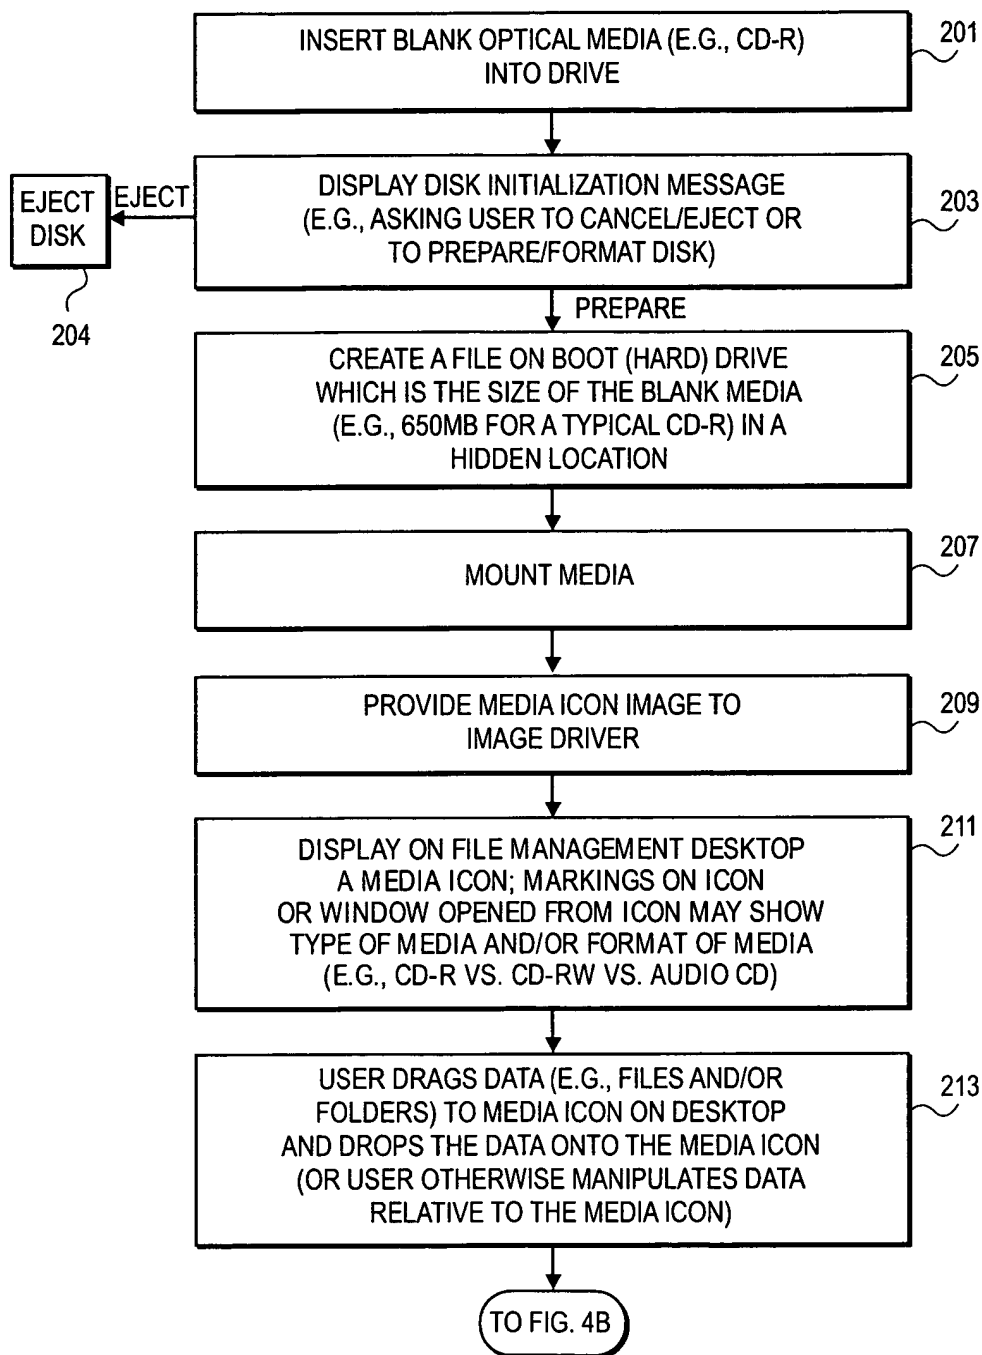 INSERT BLANK OPTICAL MEDIA (E.G., CD-R)
INTO DRIVE
201
DISPLAY DISK INITIALIZATION MESSAGE
(E.G., ASKING USER TO CANCEL/EJECT OR
TO PREPARE/FORMAT DISK)
203
EJECT
EJECT
DISK
204
PREPARE
CREATE A FILE ON BOOT (HARD) DRIVE
WHICH IS THE SIZE OF THE BLANK MEDIA
(E.G., 650MB FOR A TYPICAL CD-R) IN A
HIDDEN LOCATION
205
MOUNT MEDIA
207
PROVIDE MEDIA ICON IMAGE TO
IMAGE DRIVER
209
DISPLAY ON FILE MANAGEMENT DESKTOP
A MEDIA ICON; MARKINGS ON ICON
OR WINDOW OPENED FROM ICON MAY SHOW
TYPE OF MEDIA AND/OR FORMAT OF MEDIA
(E.G., CD-R VS. CD-RW VS. AUDIO CD)
211
USER DRAGS DATA (E.G., FILES AND/OR
FOLDERS) TO MEDIA ICON ON DESKTOP
AND DROPS THE DATA ONTO THE MEDIA ICON
(OR USER OTHERWISE MANIPULATES DATA
RELATIVE TO THE MEDIA ICON)
213
TO FIG. 4B